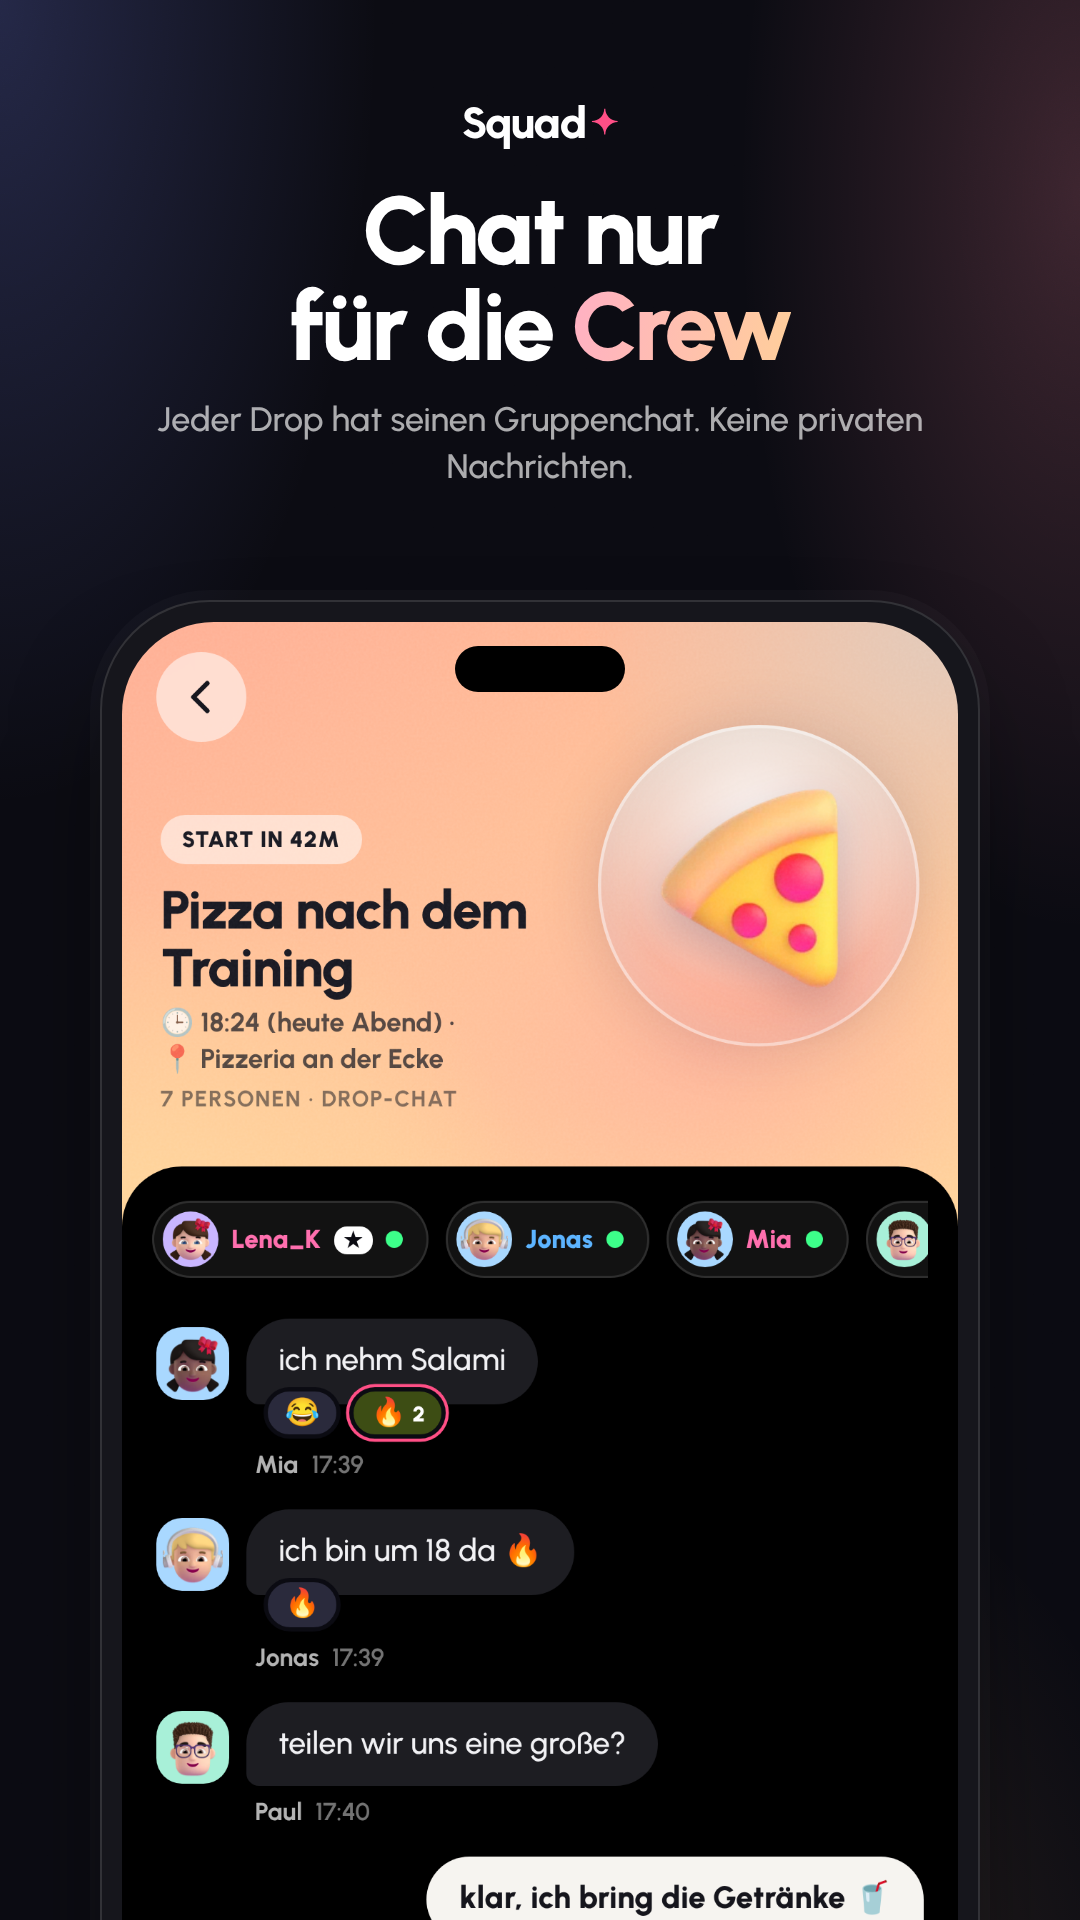 Squad
Chat nur
für die Crew
Jeder Drop hat seinen Gruppenchat. Keine privaten
Nachrichten.
START IN 42M
Pizza nach dem
Training
🕒 18:24 (heute Abend) ·
📍 Pizzeria an der Ecke
7 PERSONEN · DROP-CHAT
Lena_K ★ Jonas Mia
ich nehm Salami
😂 🔥 2
Mia 17:39
ich bin um 18 da 🔥
🔥
Jonas 17:39
teilen wir uns eine große?
Paul 17:40
klar, ich bring die Getränke 🥤